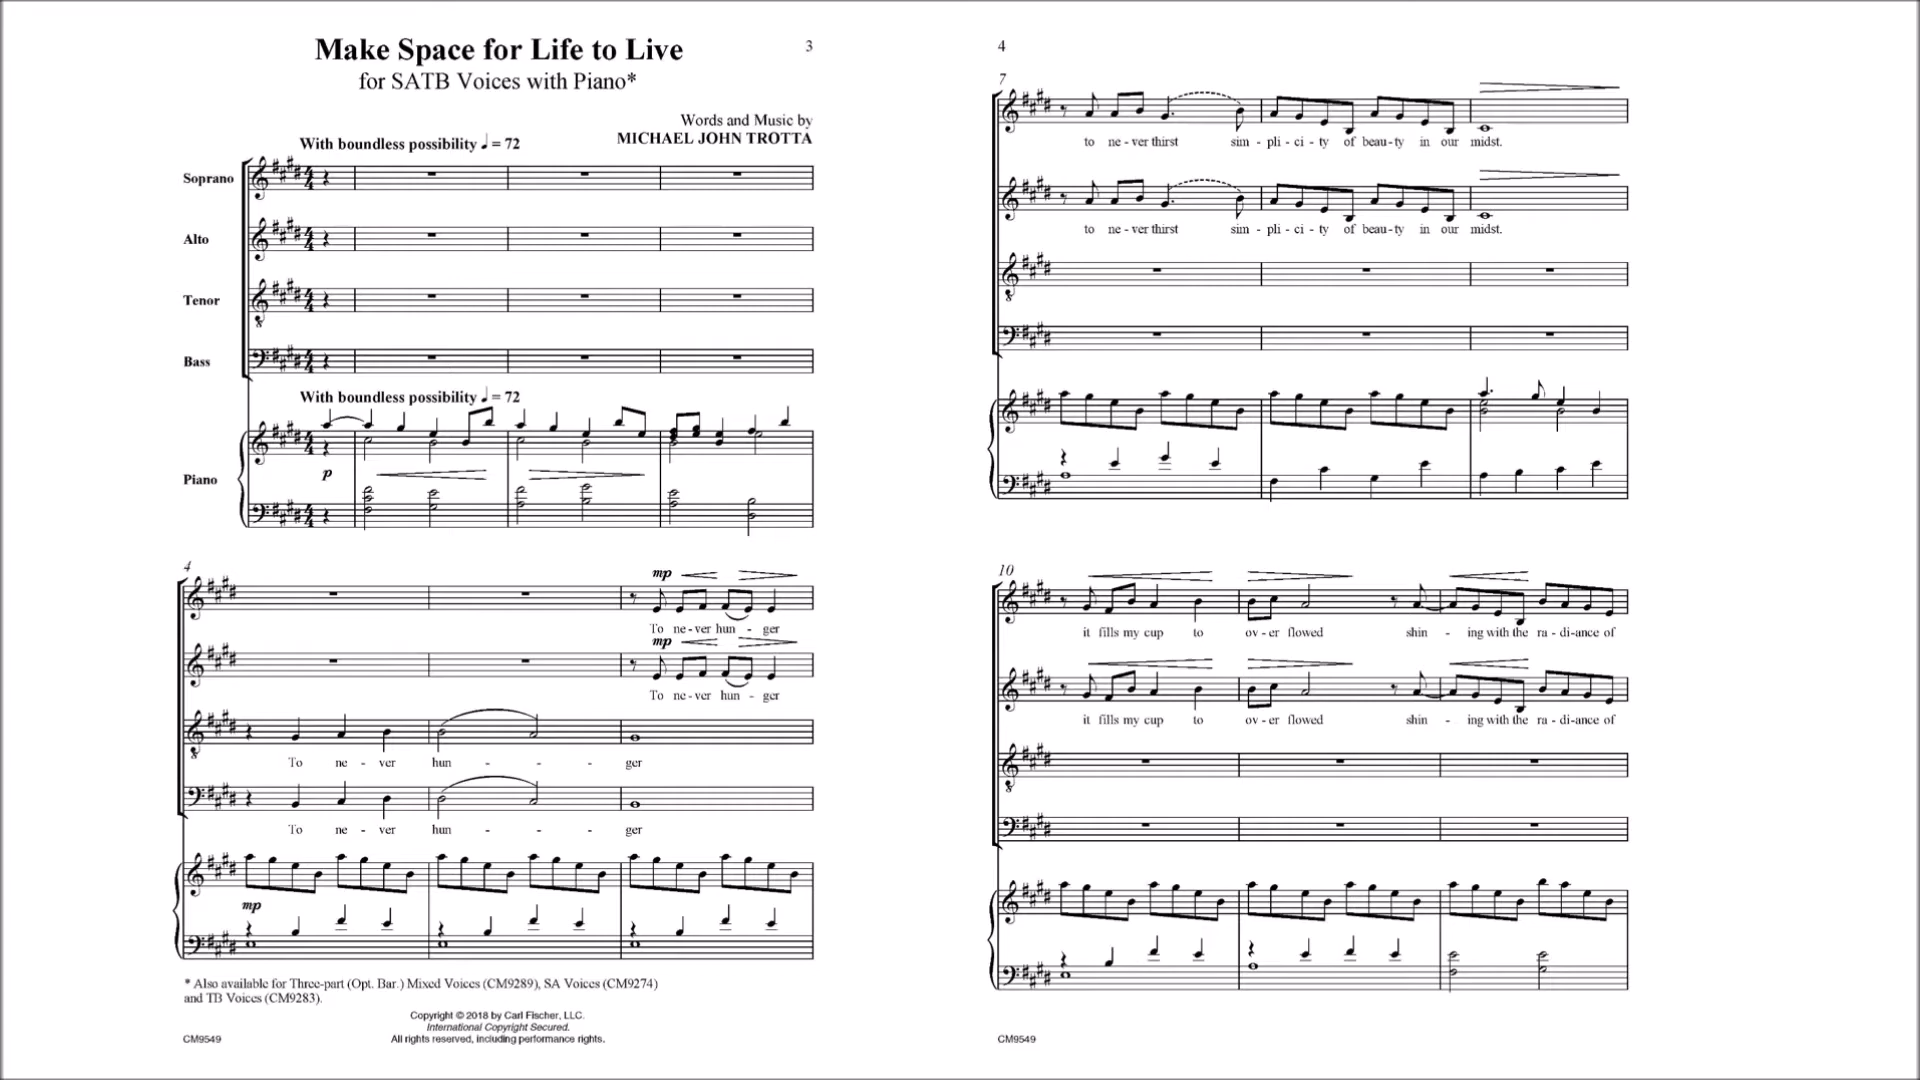 Make Space for Life to Live
3
for SATB Voices with Piano*
Words and Music by
MICHAEL JOHN TROTTA
With boundless possibility ♩ = 72
Soprano
Alto
Tenor
Bass
With boundless possibility ♩ = 72
p
Piano
4
mp
To ne - ver hun - ger
mp
To ne - ver hun - ger
To ne - ver hun - - - ger
To ne - ver hun - - - ger
mp
* Also available for Three-part (Opt. Bar.) Mixed Voices (CM9289), SA Voices (CM9274)
and TB Voices (CM9283).
Copyright © 2018 by Carl Fischer, LLC.
International Copyright Secured.
All rights reserved, including performance rights.
CM9549
4
7
to ne - ver thirst sim - pli - ci - ty of beau - ty in our midst.
to ne - ver thirst sim - pli - ci - ty of beau - ty in our midst.
10
it fills my cup to ov - er flowed shin - ing with the ra - di - ance of
it fills my cup to ov - er flowed shin - ing with the ra - di - ance of
CM9549